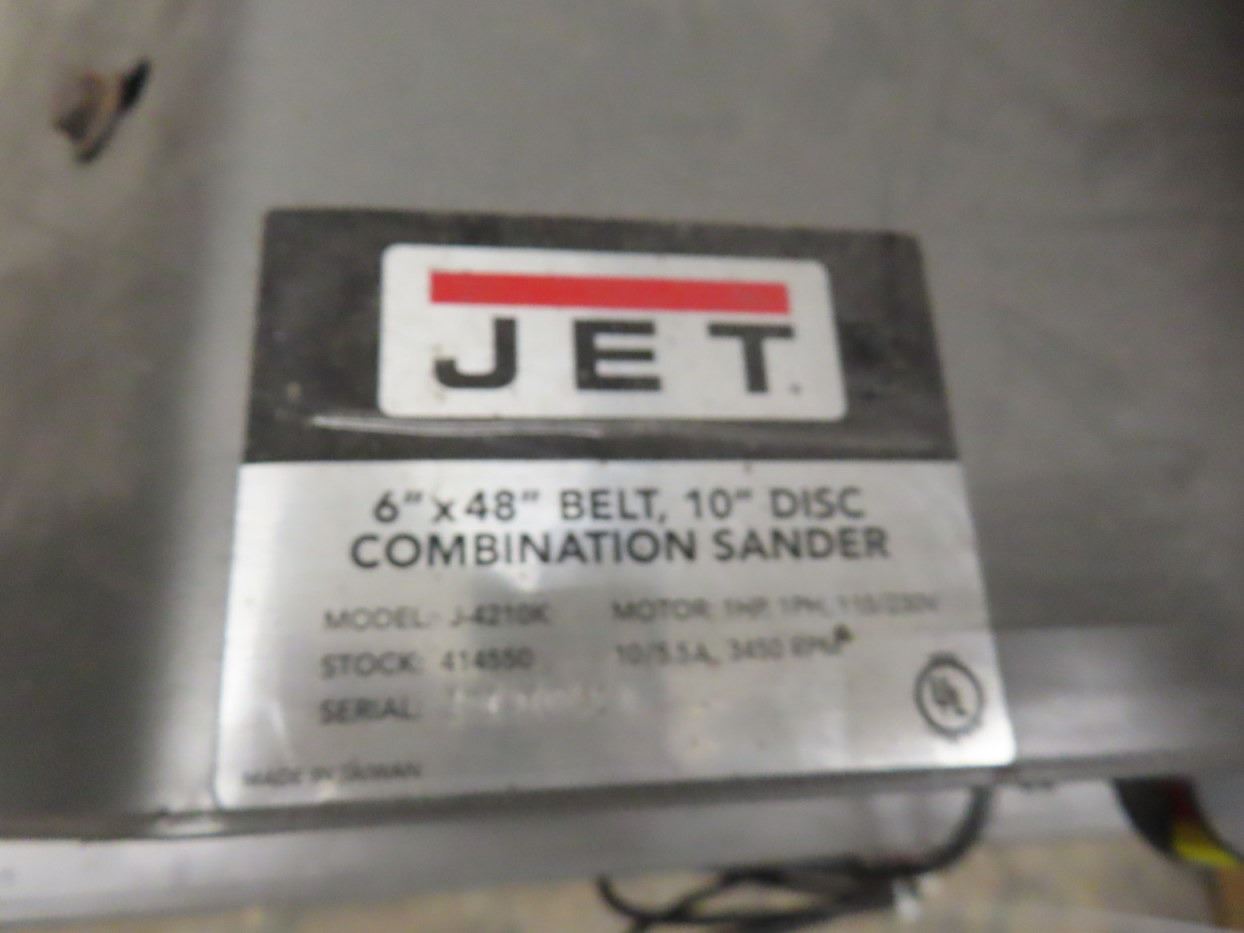 JET
6" x 48" BELT, 10" DISC
COMBINATION SANDER
MODEL: J-4210K MOTOR: 1HP, 1PH, 115/230V
STOCK: 414550 10/5.5A, 3450 RPM
SERIAL:
MADE IN TAIWAN
UL